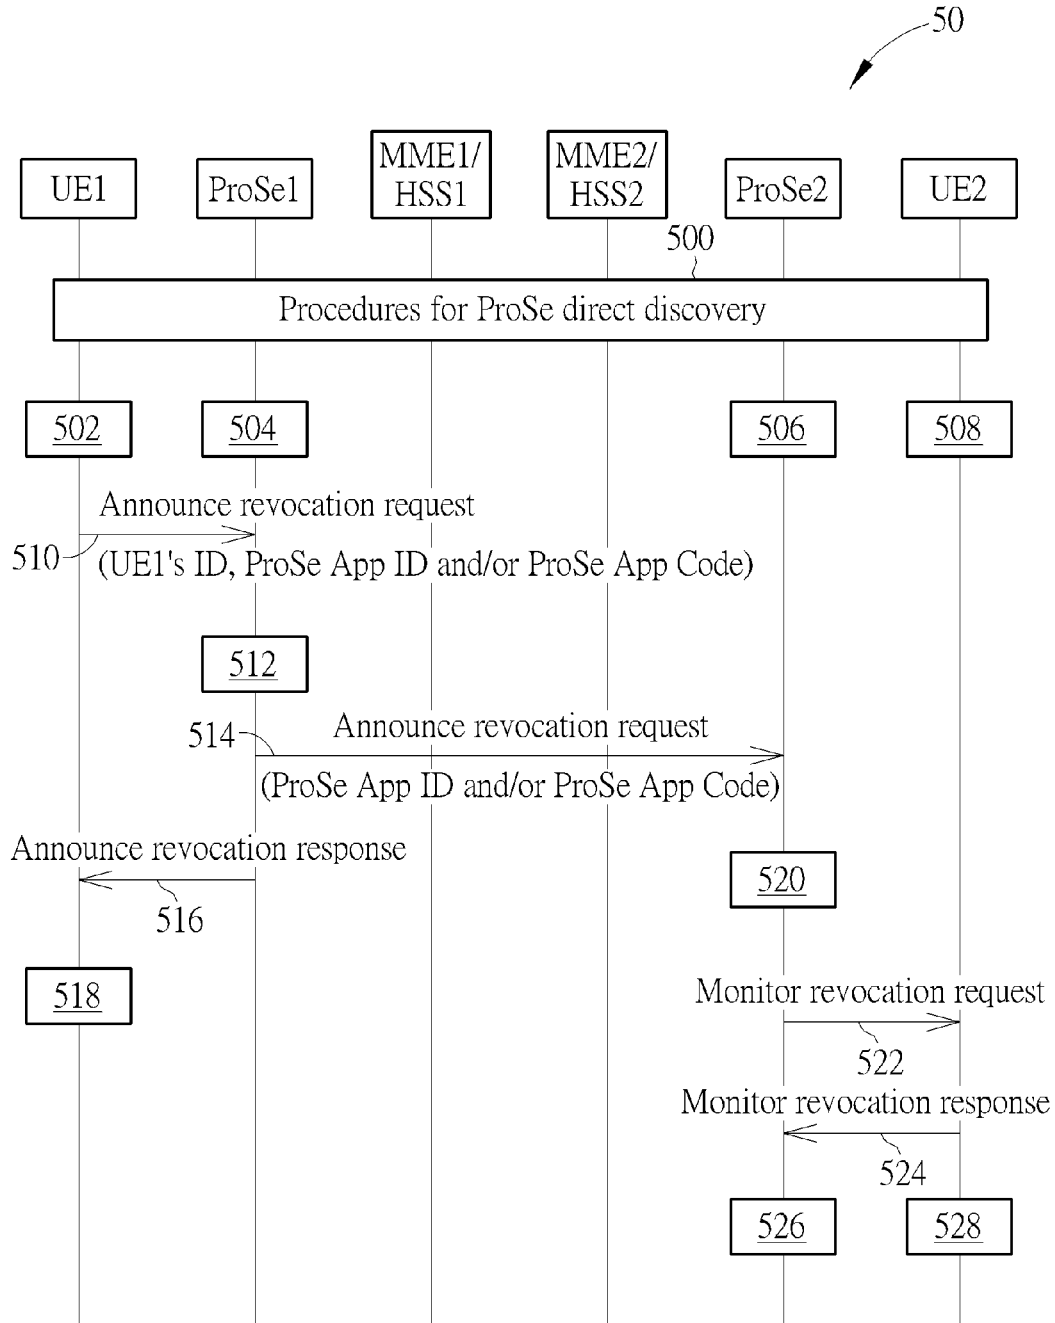 50
UE1
ProSe1
MME1/
HSS1
MME2/
HSS2
ProSe2
UE2
500
Procedures for ProSe direct discovery
502
504
506
508
Announce revocation request
510
(UE1's ID, ProSe App ID and/or ProSe App Code)
512
514
Announce revocation request
(ProSe App ID and/or ProSe App Code)
Announce revocation response
516
520
518
Monitor revocation request
522
Monitor revocation response
524
526
528